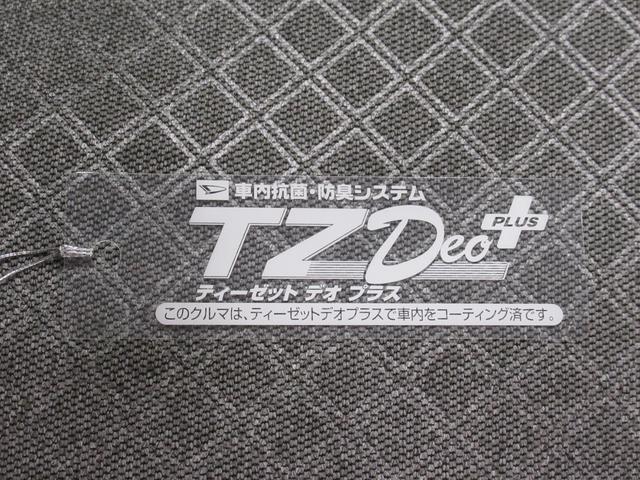 車内抗菌・防臭システム
TZ Deo PLUS
ティーゼット デオ プラス
このクルマは、ティーゼットデオプラスで車内をコーティング済です。